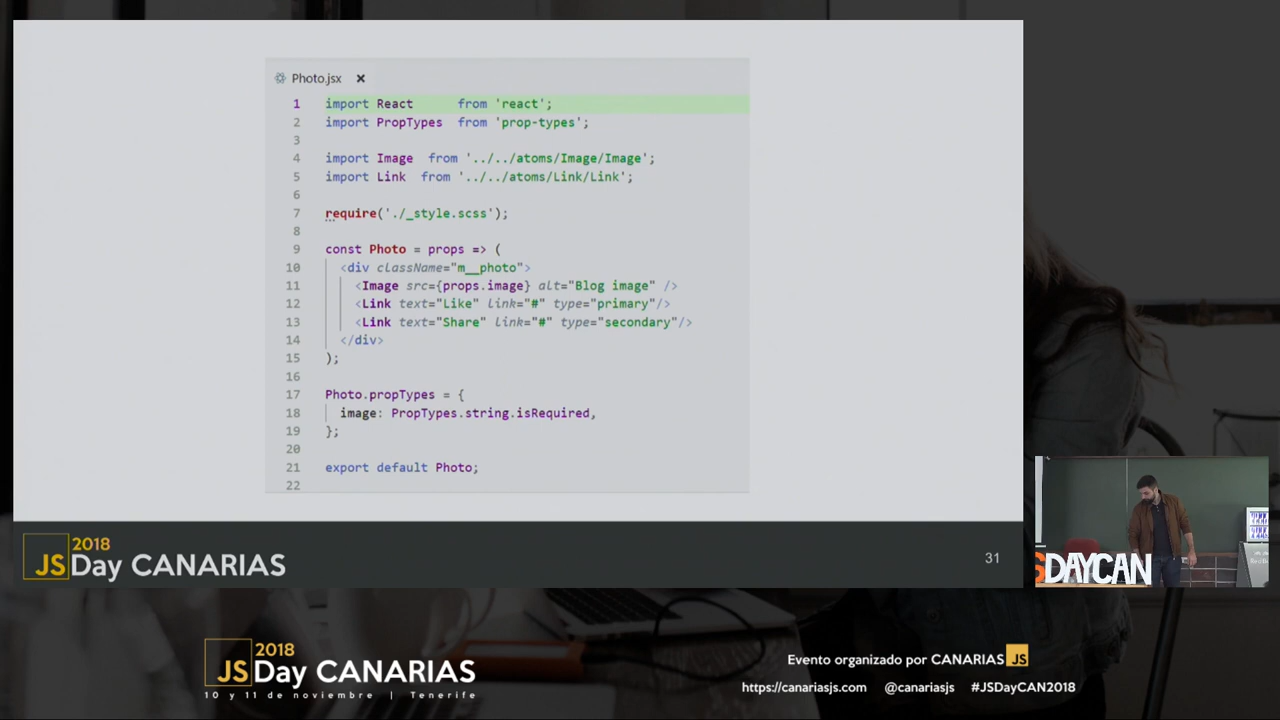 Photo.jsx ×
1 import React from 'react';
2 import PropTypes from 'prop-types';
3
4 import Image from '../../atoms/Image/Image';
5 import Link from '../../atoms/Link/Link';
6
7 require('./_style.scss');
8
9 const Photo = props => (
10 <div className="m__photo">
11 <Image src={props.image} alt="Blog image" />
12 <Link text="Like" link="#" type="primary"/>
13 <Link text="Share" link="#" type="secondary"/>
14 </div>
15 );
16
17 Photo.propTypes = {
18 image: PropTypes.string.isRequired,
19 };
20
21 export default Photo;
22
2018
JSDay CANARIAS
31
SDAYCAN
2018
JSDay CANARIAS
10 y 11 de noviembre | Tenerife
Evento organizado por CANARIAS JS
https://canariasjs.com @canariasjs #JSDayCAN2018